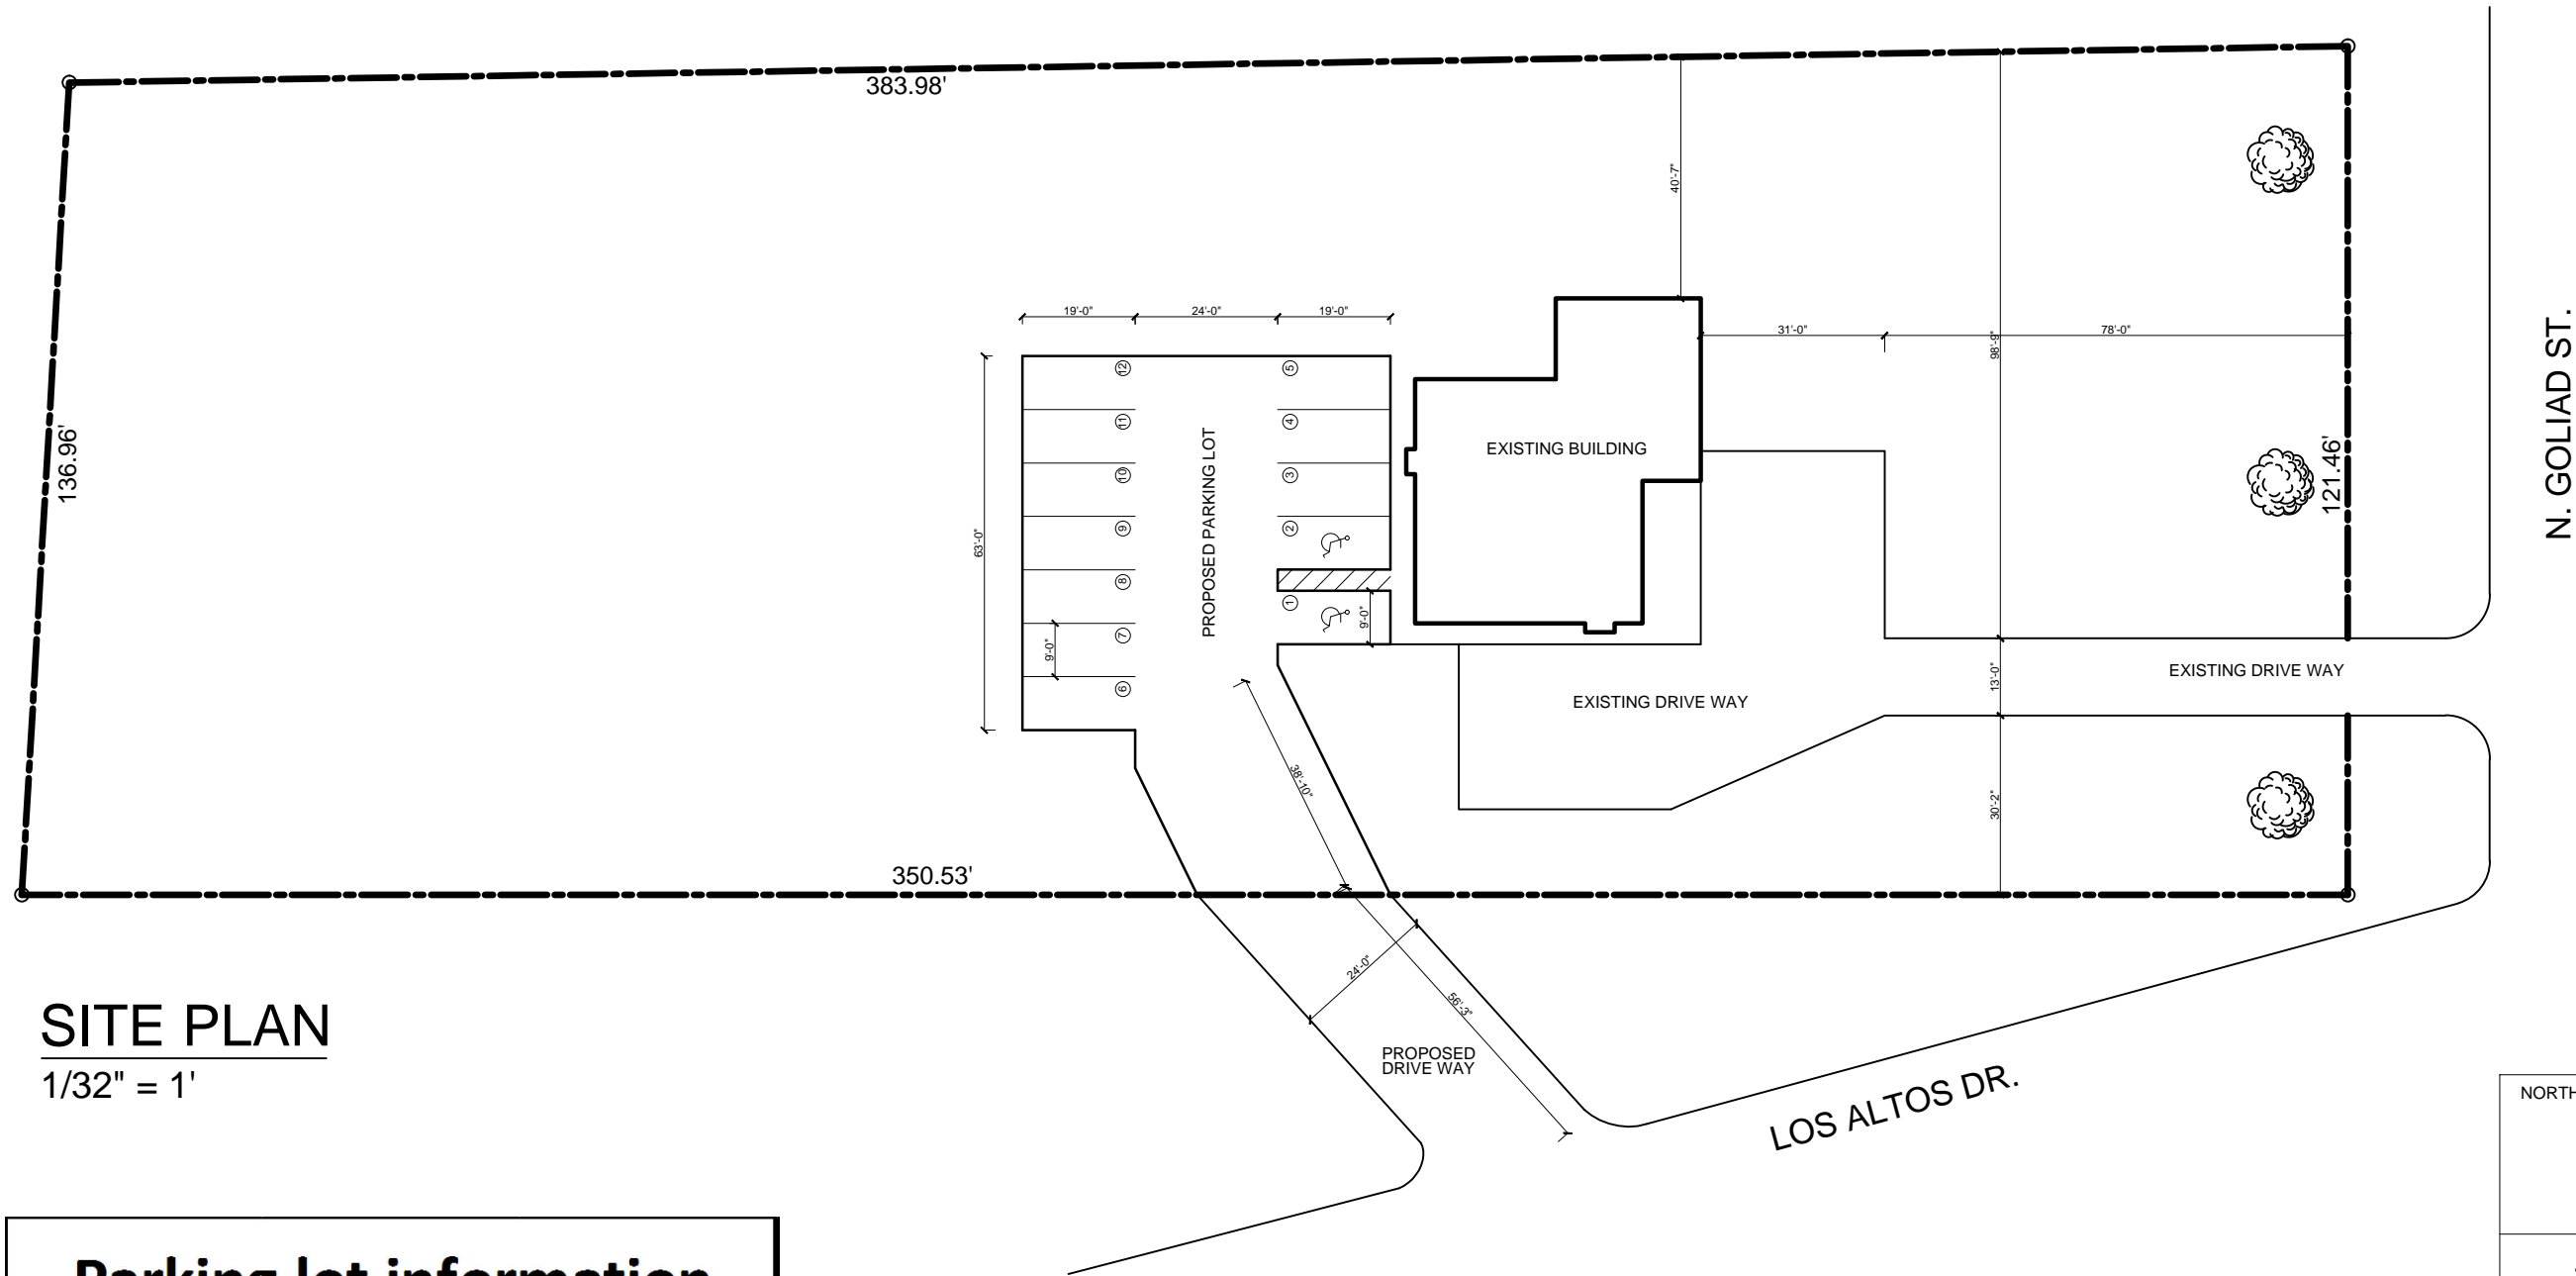 383.98'
136.96'
40'-7"
19'-0"
24'-0"
19'-0"
31'-0"
78'-0"
98'-9"
63'-0"
12
11
10
9
8
7
6
5
4
3
2
1
9'-0"
9'-0"
PROPOSED PARKING LOT
EXISTING BUILDING
121.46'
N. GOLIAD ST.
EXISTING DRIVE WAY
EXISTING DRIVE WAY
13'-0"
30'-2"
38'-10"
350.53'
24'-0"
56'-3"
PROPOSED
DRIVE WAY
LOS ALTOS DR.
SITE PLAN
1/32" = 1'
NORTH
Parking lot information